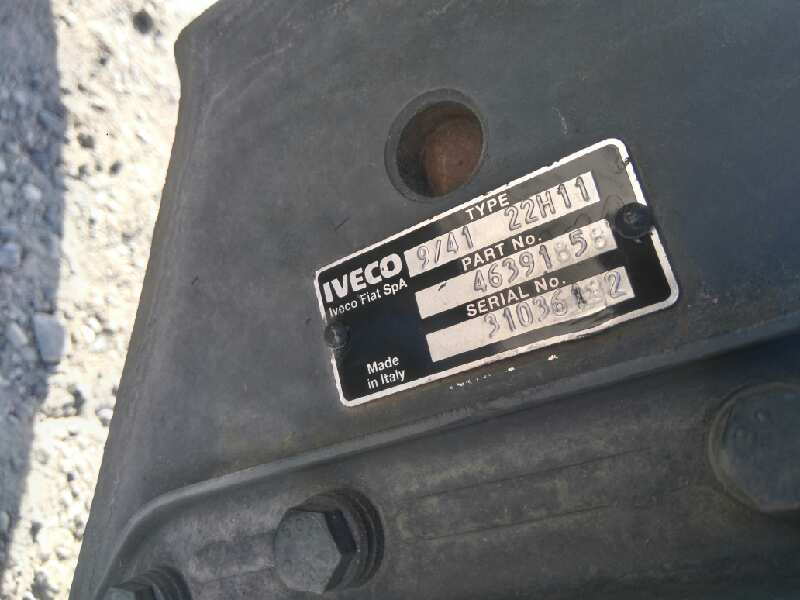 TYPE
9/41 22H11
IVECO
Iveco Fiat SpA
PART No.
46391858
SERIAL No.
Made
in Italy